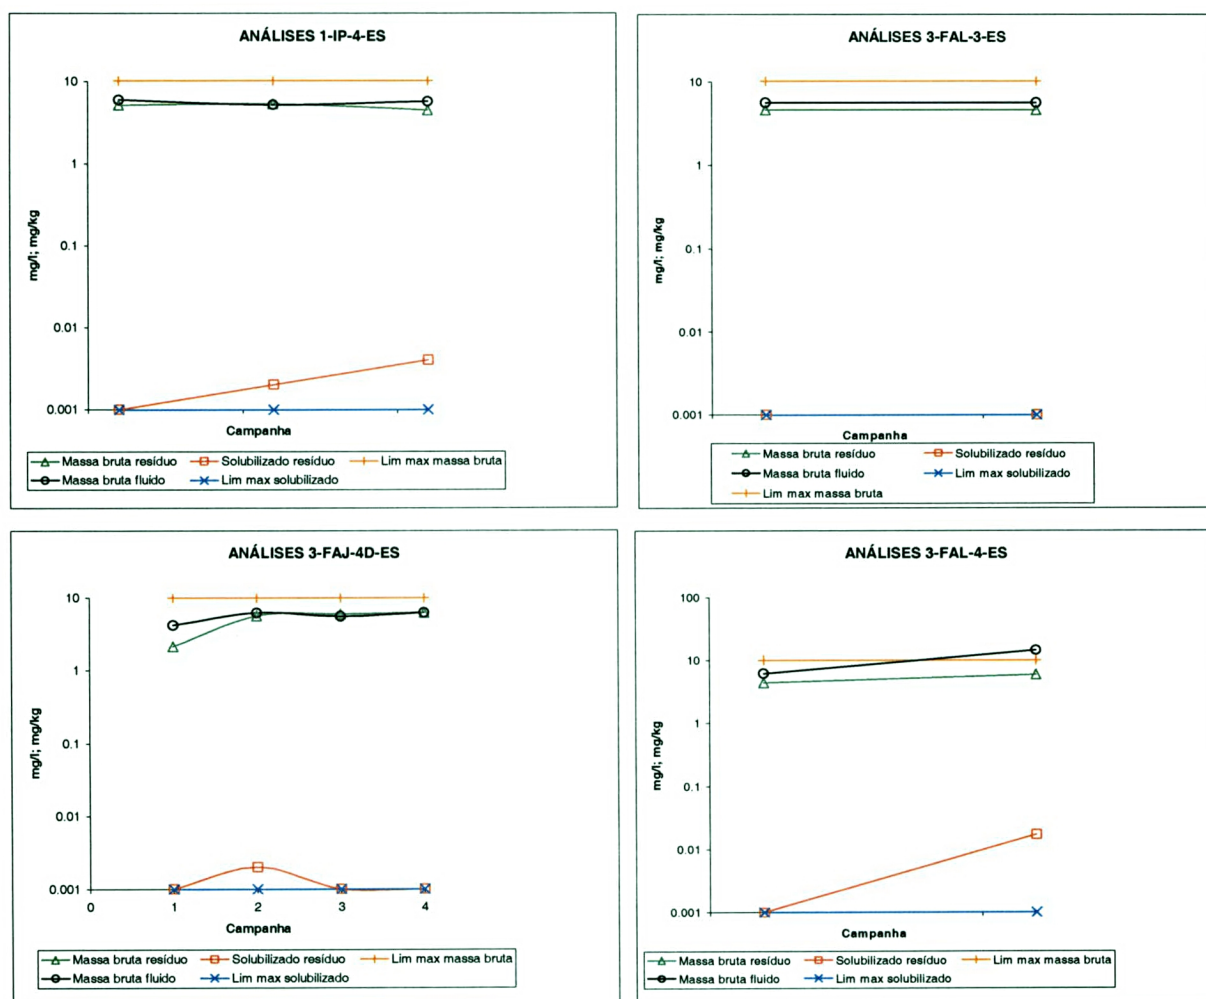 ANÁLISES 1-IP-4-ES
10
1
0.1
0.01
0.001
mg/l; mg/kg
Campanha
Massa bruta resíduo
Solubilizado resíduo
Lim max massa bruta
Massa bruta fluido
Lim max solubilizado
ANÁLISES 3-FAL-3-ES
10
1
0.1
0.01
0.001
mg/l; mg/kg
Campanha
Massa bruta resíduo
Solubilizado resíduo
Massa bruta fluido
Lim max solubilizado
Lim max massa bruta
ANÁLISES 3-FAJ-4D-ES
10
1
0.1
0.01
0.001
mg/l; mg/kg
0 1 2 3 4
Campanha
Massa bruta resíduo
Solubilizado resíduo
Lim max massa bruta
Massa bruta fluido
Lim max solubilizado
ANÁLISES 3-FAL-4-ES
100
10
1
0.1
0.01
0.001
mg/l; mg/kg
Campanha
Massa bruta resíduo
Solubilizado resíduo
Lim max massa bruta
Massa bruta fluido
Lim max solubilizado